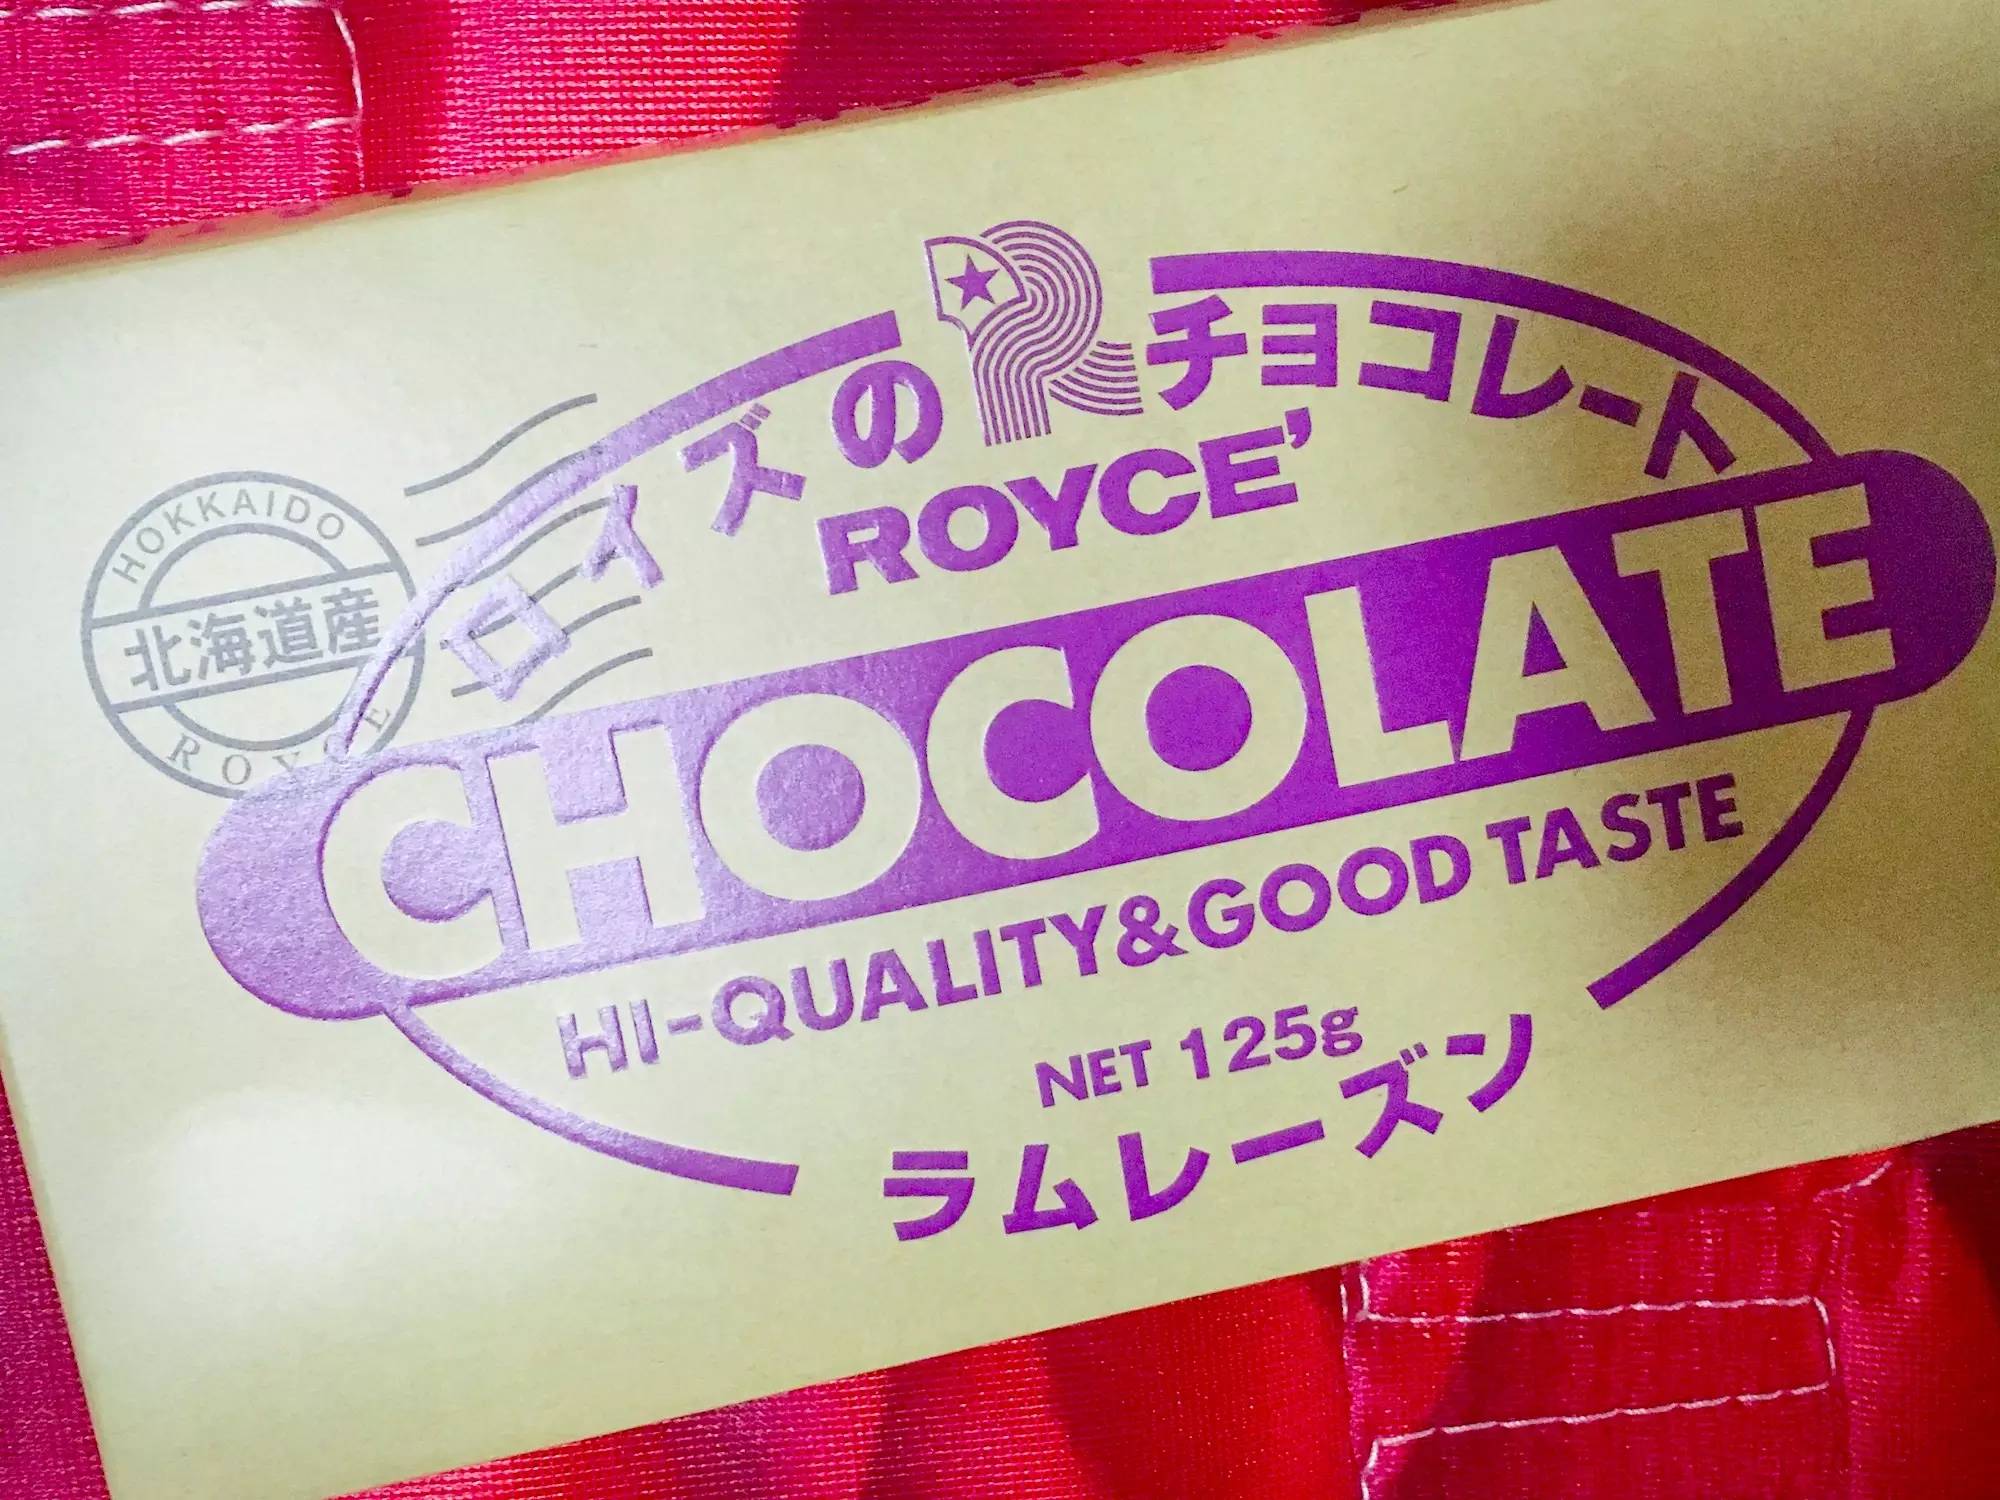 ロイズのチョコレート
ROYCE'
HOKKAIDO
北海道産
ROYCE
CHOCOLATE
HI-QUALITY&GOOD TASTE
NET 125g
ラムレーズン